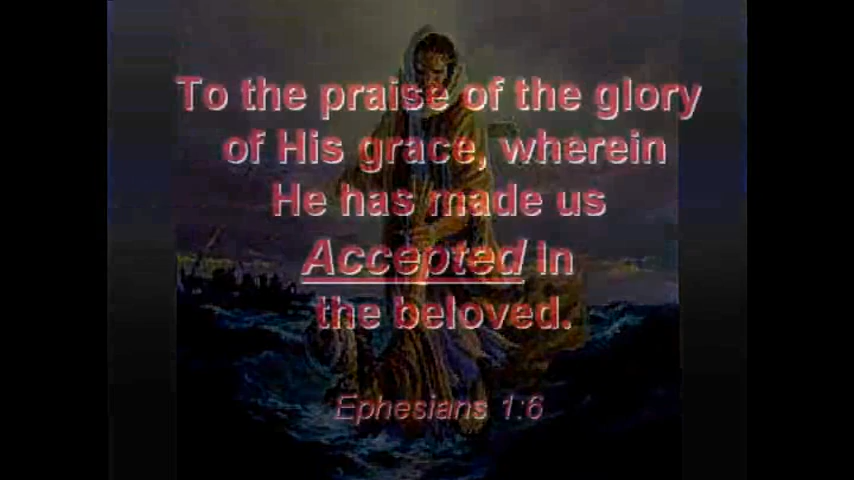 To the praise of the glory
of His grace, wherein
He has made us
Accepted in
the beloved.
Ephesians 1:6